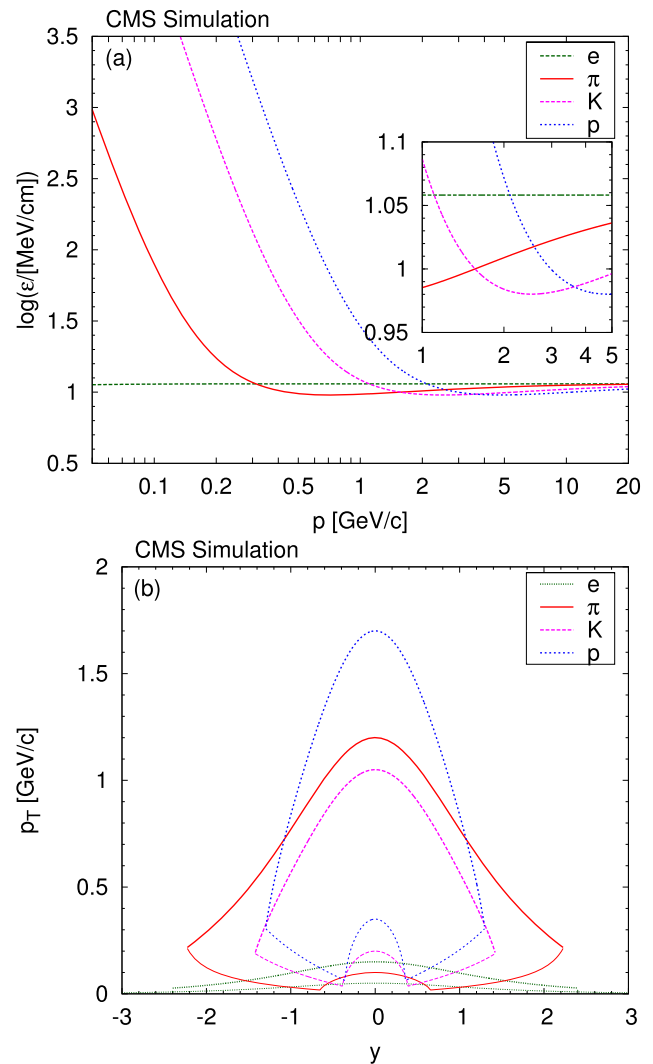 CMS Simulation
(a)
e
π
K
p
3.5
3
2.5
2
1.5
1
0.5
log(ε/[MeV/cm])
1.1
1.05
1
0.95
1 2 3 4 5
0.1 0.2 0.5 1 2 5 10 20
p [GeV/c]
CMS Simulation
(b)
e
π
K
p
2
1.5
1
0.5
0
p_T [GeV/c]
-3 -2 -1 0 1 2 3
y